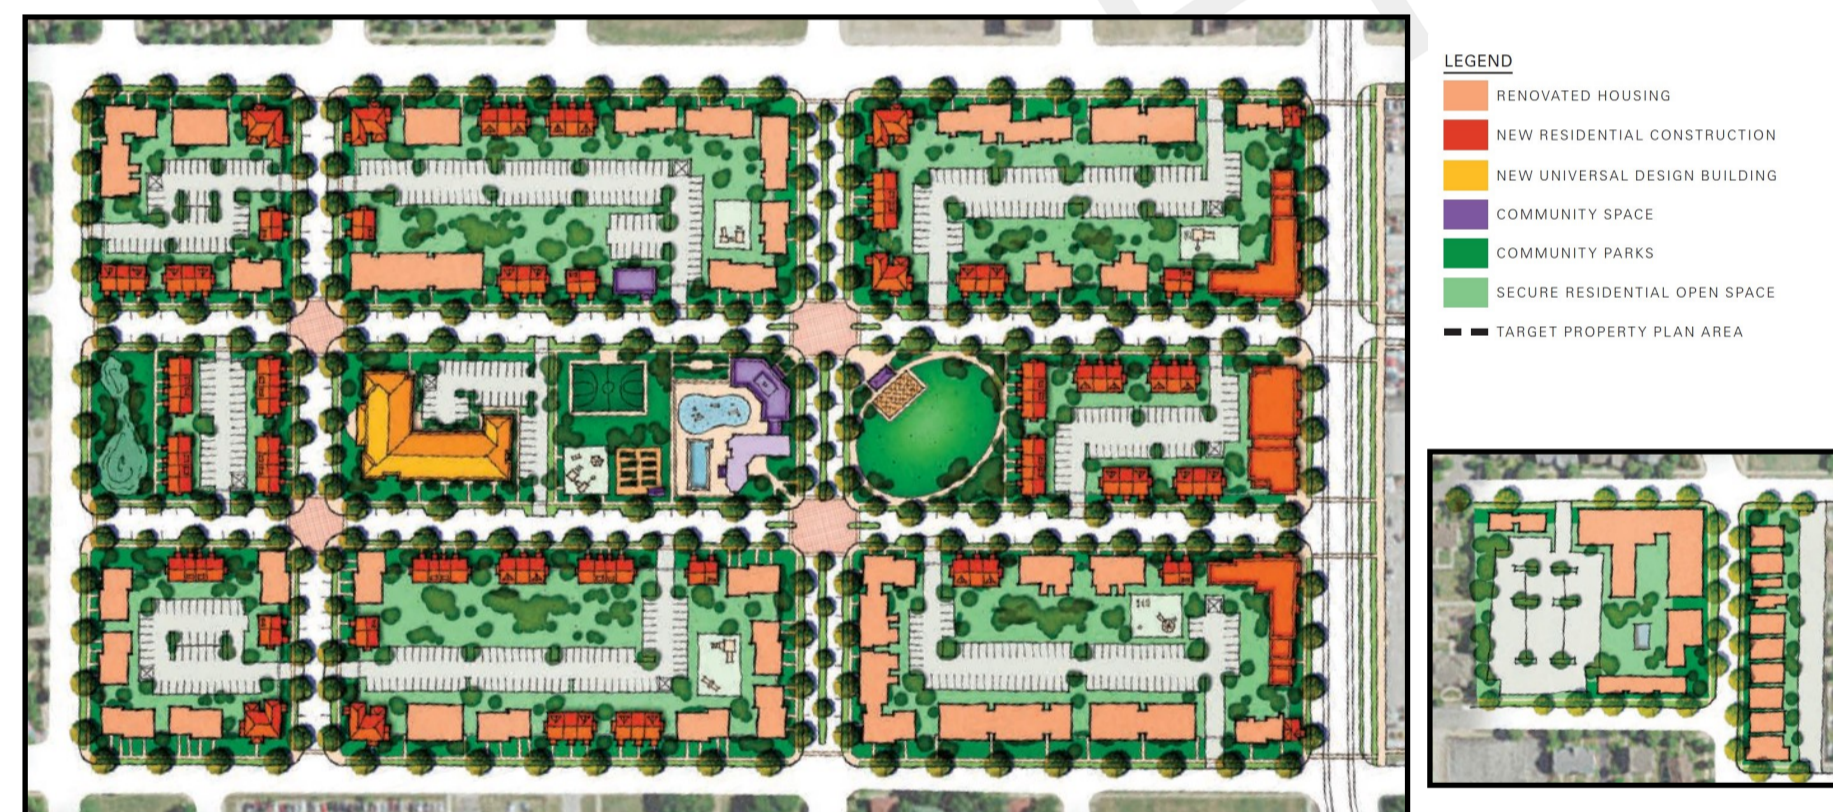 LEGEND
RENOVATED HOUSING
NEW RESIDENTIAL CONSTRUCTION
NEW UNIVERSAL DESIGN BUILDING
COMMUNITY SPACE
COMMUNITY PARKS
SECURE RESIDENTIAL OPEN SPACE
TARGET PROPERTY PLAN AREA